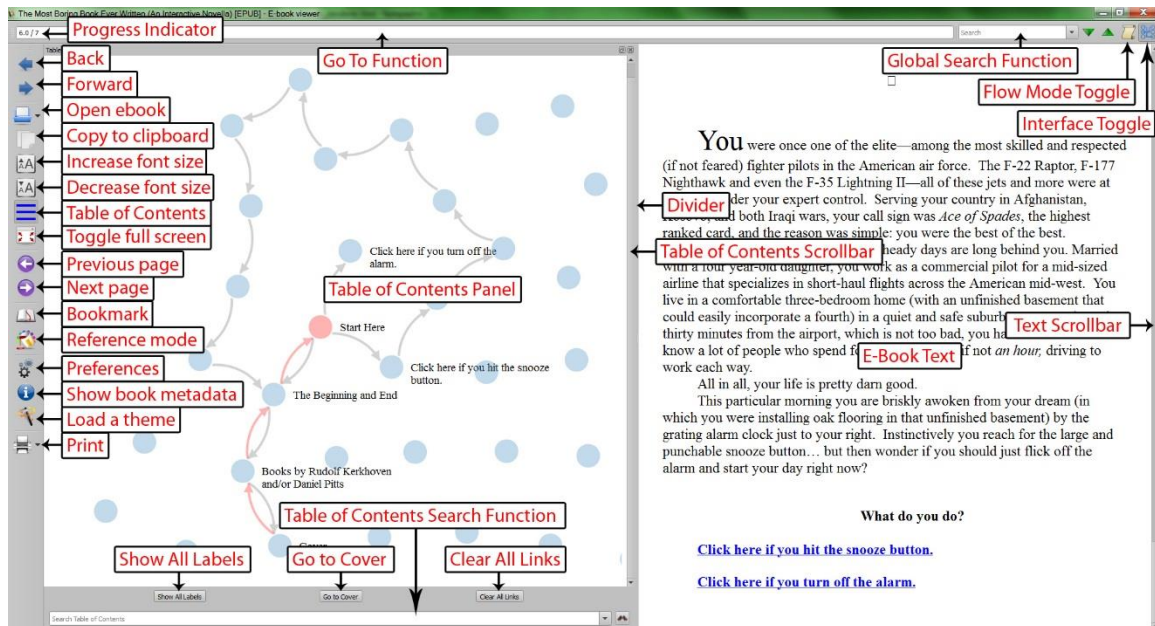 The Most Boring Book Ever Written (An Interactive Novella) [EPUB] - E-book viewer
6.0 / 7
Progress Indicator
Search
Go To Function
Global Search Function
Back
Forward
Open ebook
Copy to clipboard
Increase font size
Decrease font size
Table of Contents
Toggle full screen
Previous page
Next page
Bookmark
Reference mode
Preferences
Show book metadata
Load a theme
Print
Flow Mode Toggle
Interface Toggle
Click here if you turn off the
alarm.
Table of Contents Panel
Start Here
Click here if you hit the snooze
button.
The Beginning and End
Books by Rudolf Kerkhoven
and/or Daniel Pitts
Table of Contents Search Function
Cover
Show All Labels
Go to Cover
Clear All Links
Show All Labels
Go to Cover
Clear All Links
Search Table of Contents
Divider
Table of Contents Scrollbar
Text Scrollbar
E-Book Text
You were once one of the elite—among the most skilled and respected
(if not feared) fighter pilots in the American air force. The F-22 Raptor, F-177
Nighthawk and even the F-35 Lightning II—all of these jets and more were at
your expert control. Serving your country in Afghanistan,
and both Iraqi wars, your call sign was Ace of Spades, the highest
ranked card, and the reason was simple: you were the best of the best.
heady days are long behind you. Married
with a four year-old daughter, you work as a commercial pilot for a mid-sized
airline that specializes in short-haul flights across the American mid-west. You
live in a comfortable three-bedroom home (with an unfinished basement that
could easily incorporate a fourth) in a quiet and safe
thirty minutes from the airport, which is not too bad, you
know a lot of people who spend if not an hour, driving to
work each way.
All in all, your life is pretty darn good.
This particular morning you are briskly awoken from your dream (in
which you were installing oak flooring in that unfinished basement) by the
grating alarm clock just to your right. Instinctively you reach for the large and
punchable snooze button… but then wonder if you should just flick off the
alarm and start your day right now?
What do you do?
Click here if you hit the snooze button.
Click here if you turn off the alarm.